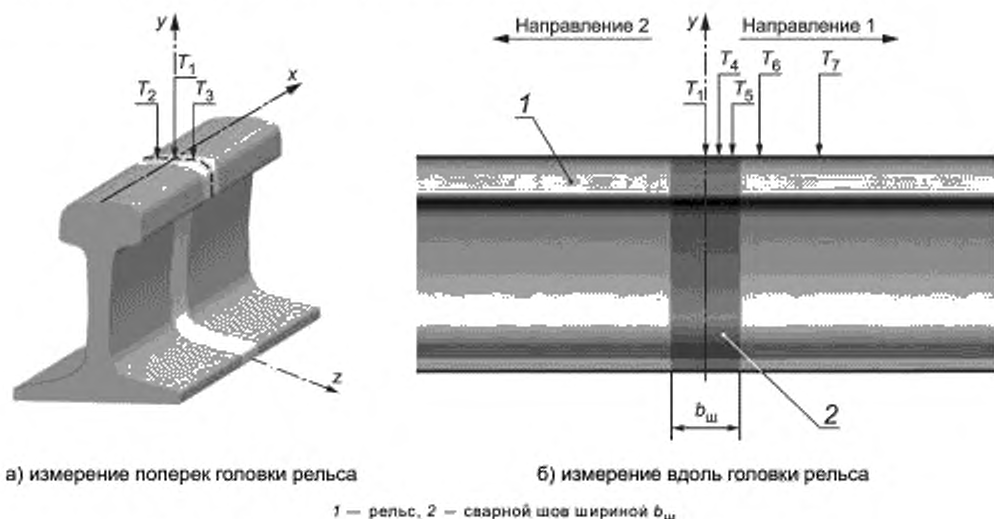 Направление 2
Направление 1
y
T₁
T₂
T₃
x
z
y
T₄
T₆
T₇
T₁
T₅
1
2
bш
а) измерение поперек головки рельса
б) измерение вдоль головки рельса
1 — рельс, 2 — сварной шов шириной bш